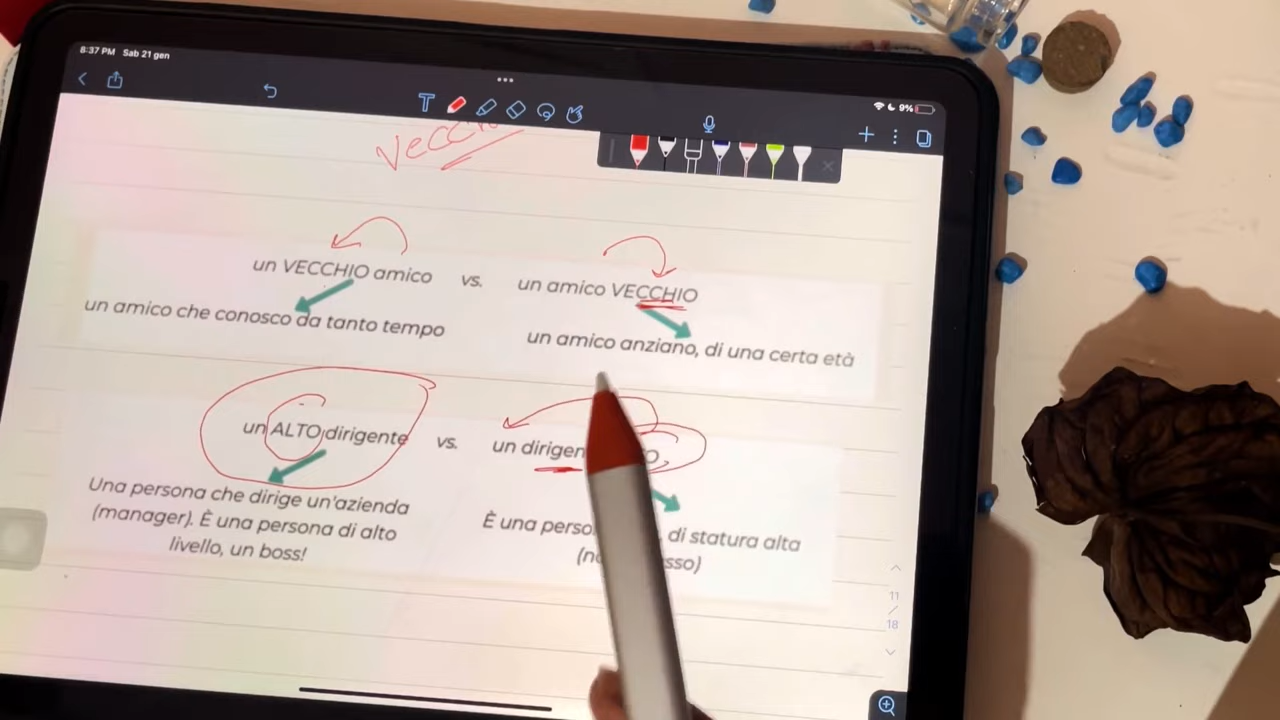 8:37 PM Sab 21 gen
9%
un VECCHIO amico vs. un amico VECCHIO
un amico che conosco da tanto tempo
un amico anziano, di una certa età
un ALTO dirigente vs. un
Una persona che dirige un'azienda
(manager). È una persona di alto
livello, un boss!
È una di statura alta
11
/
18